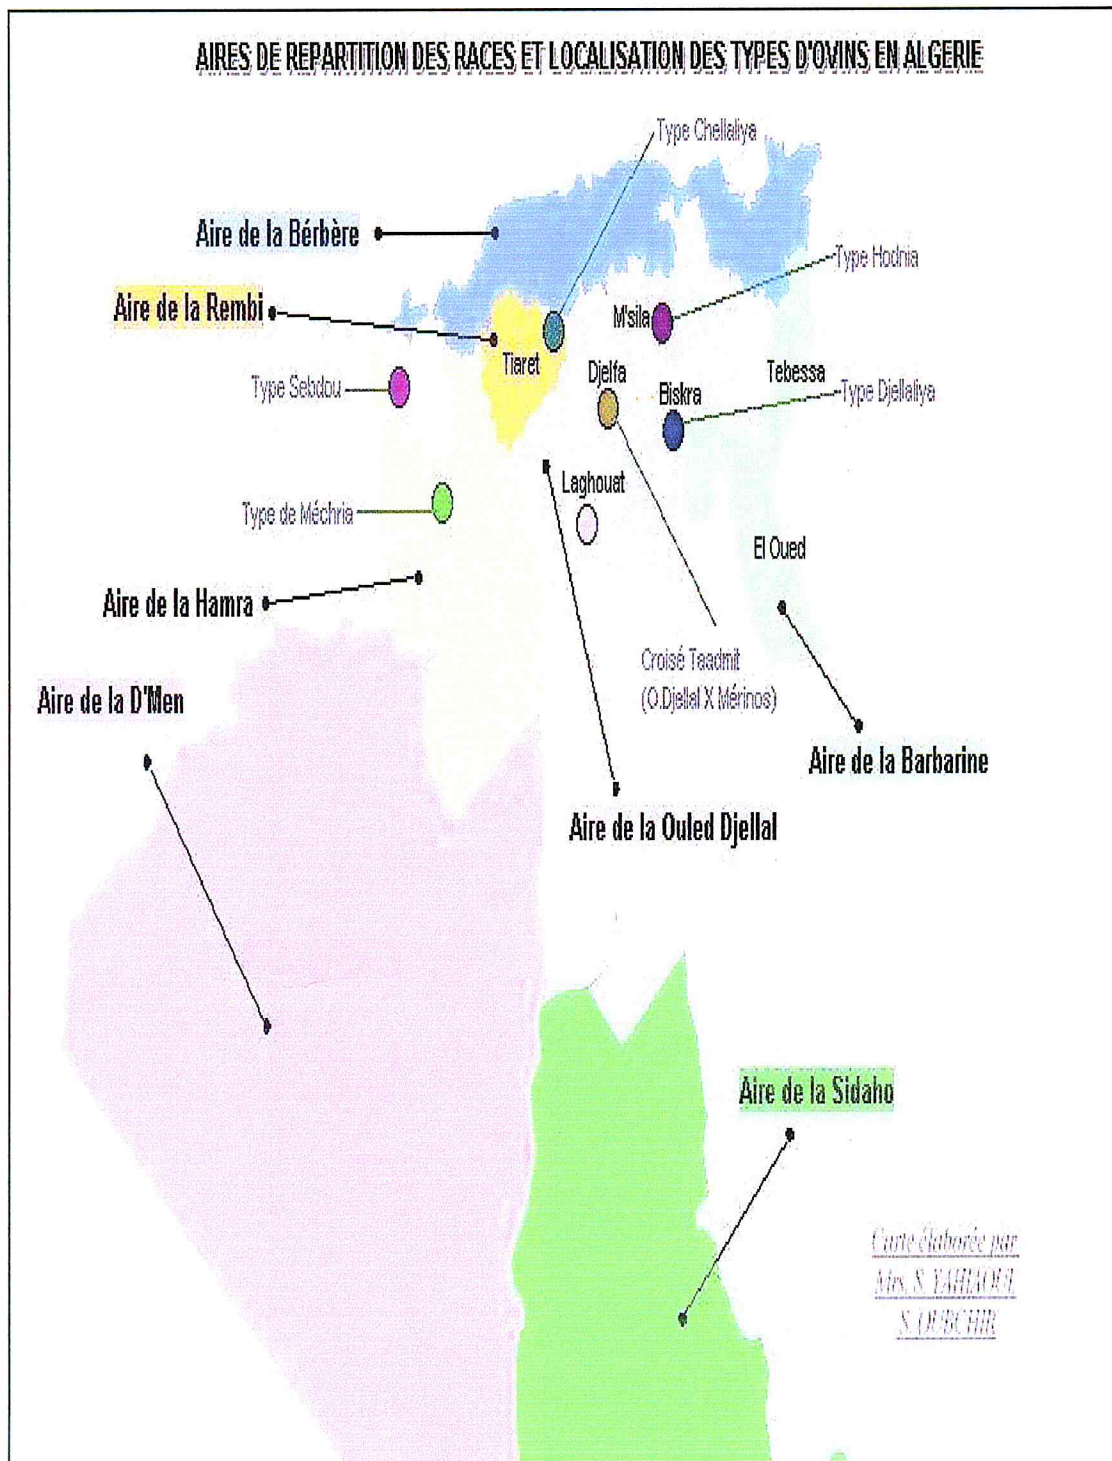 AIRES DE REPARTITION DES RACES ET LOCALISATION DES TYPES D'OVINS EN ALGERIE
Type Chellaliya
Aire de la Bérbère
Type Hodnia
Aire de la Rembi
M'sila
Tiaret
Djelfa
Tebessa
Type Sebdou
Biskra
Type Djellaliya
Laghouat
Type de Méchria
El Oued
Aire de la Hamra
Croisé Taadmit
(O.Djellal X Mérinos)
Aire de la D'Men
Aire de la Barbarine
Aire de la Ouled Djellal
Aire de la Sidaho
Carte élaborée par
Mrs. S. YAHIAOUI,
S. OUBCHIR